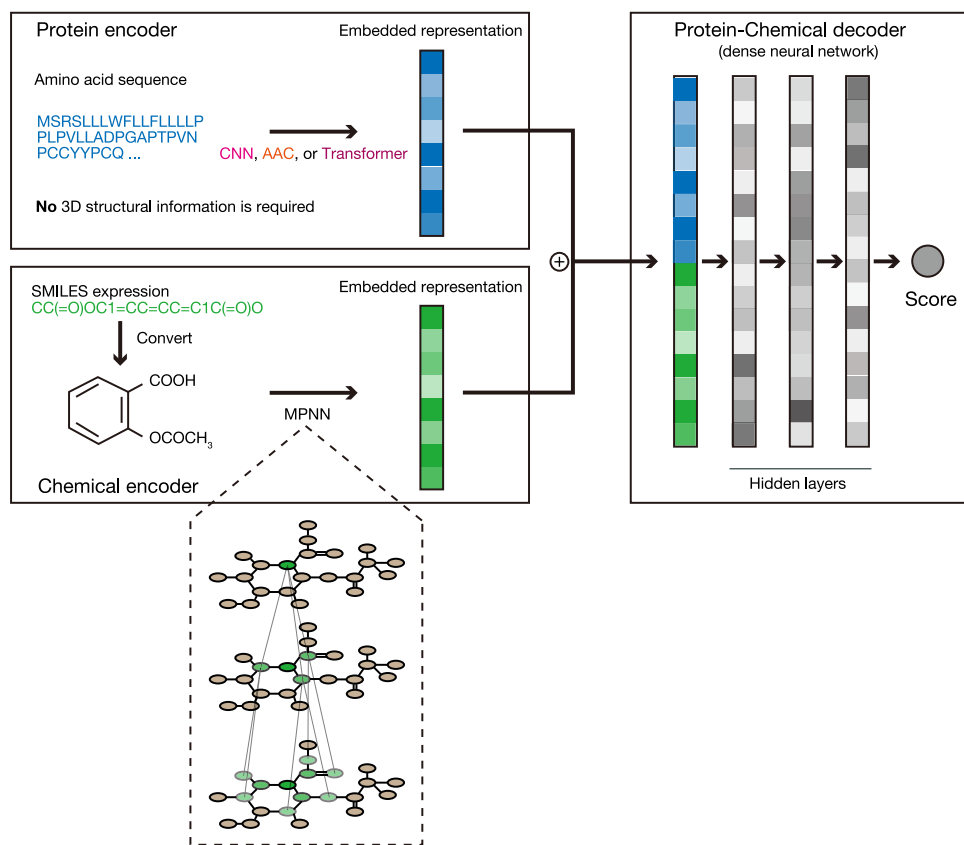 Protein encoder
Embedded representation
Amino acid sequence
MSRSLLLWFLLFLLLLP
PLPVLLADPGAPTPVN
PCCYYPCQ ...
CNN, AAC, or Transformer
No 3D structural information is required
SMILES expression
CC(=O)OC1=CC=CC=C1C(=O)O
Embedded representation
Convert
COOH
OCOCH3
MPNN
Chemical encoder
Protein-Chemical decoder
(dense neural network)
Score
Hidden layers